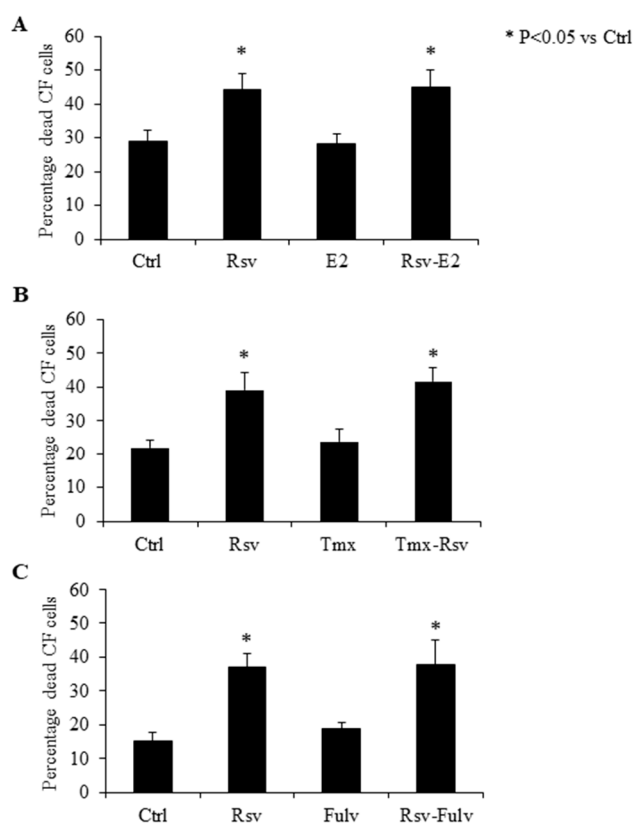 A
* P<0.05 vs Ctrl
Percentage dead CF cells
60
50
40
30
20
10
0
*
*
Ctrl Rsv E2 Rsv-E2
B
Percentage dead CF cells
60
50
40
30
20
10
0
*
*
Ctrl Rsv Tmx Tmx-Rsv
C
Percentage dead CF cells
60
50
40
30
20
10
0
*
*
Ctrl Rsv Fulv Rsv-Fulv